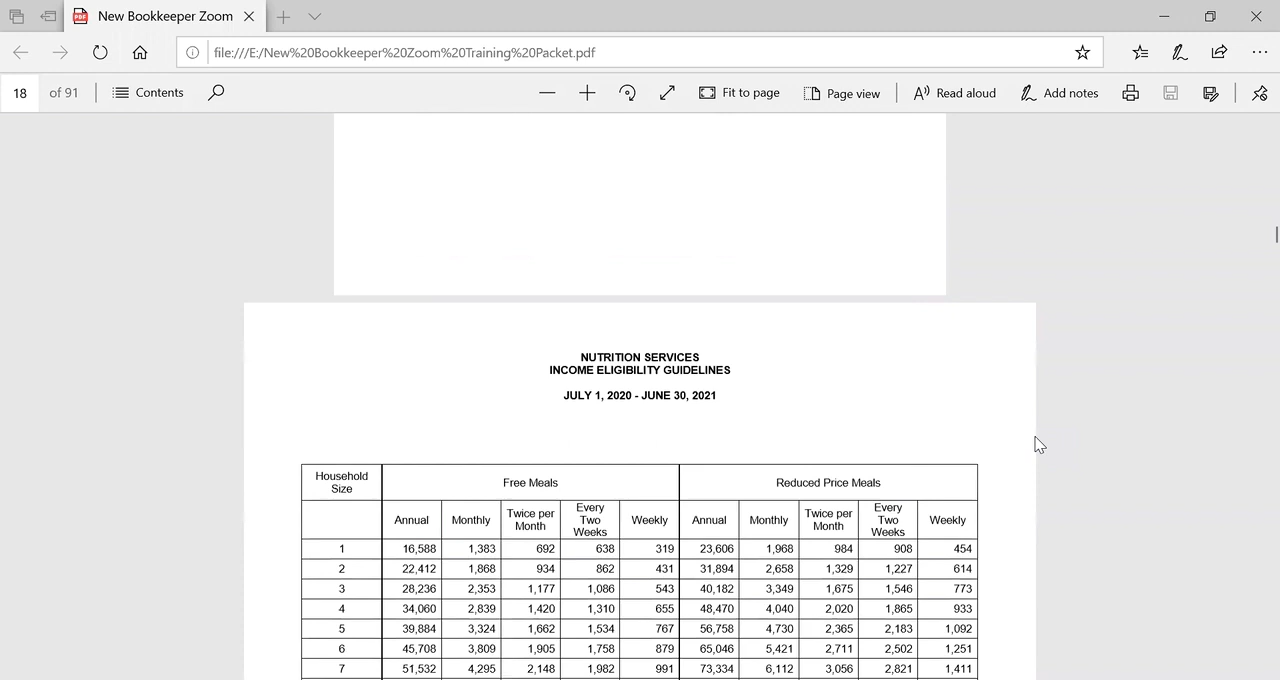 New Bookkeeper Zoom
file:///E:/New%20Bookkeeper%20Zoom%20Training%20Packet.pdf
18 of 91 Contents Fit to page Page view Read aloud Add notes
NUTRITION SERVICES
INCOME ELIGIBILITY GUIDELINES
JULY 1, 2020 - JUNE 30, 2021
Household Size Free Meals Reduced Price Meals
Annual Monthly Twice per Month Every Two Weeks Weekly Annual Monthly Twice per Month Every Two Weeks Weekly
1 16,588 1,383 692 638 319 23,606 1,968 984 908 454
2 22,412 1,868 934 862 431 31,894 2,658 1,329 1,227 614
3 28,236 2,353 1,177 1,086 543 40,182 3,349 1,675 1,546 773
4 34,060 2,839 1,420 1,310 655 48,470 4,040 2,020 1,865 933
5 39,884 3,324 1,662 1,534 767 56,758 4,730 2,365 2,183 1,092
6 45,708 3,809 1,905 1,758 879 65,046 5,421 2,711 2,502 1,251
7 51,532 4,295 2,148 1,982 991 73,334 6,112 3,056 2,821 1,411